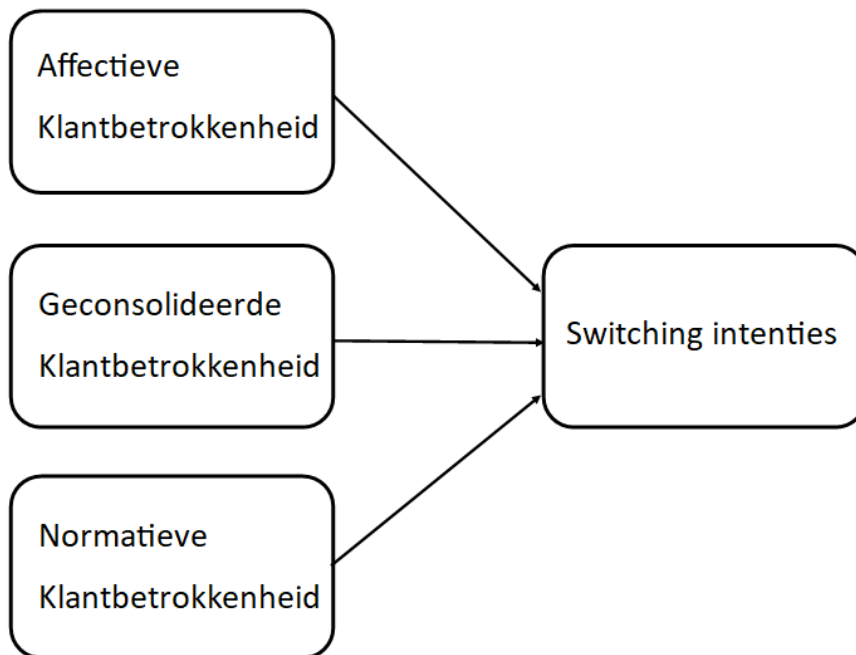 Affectieve
Klantbetrokkenheid
Geconsolideerde
Klantbetrokkenheid
Switching intenties
Normatieve
Klantbetrokkenheid